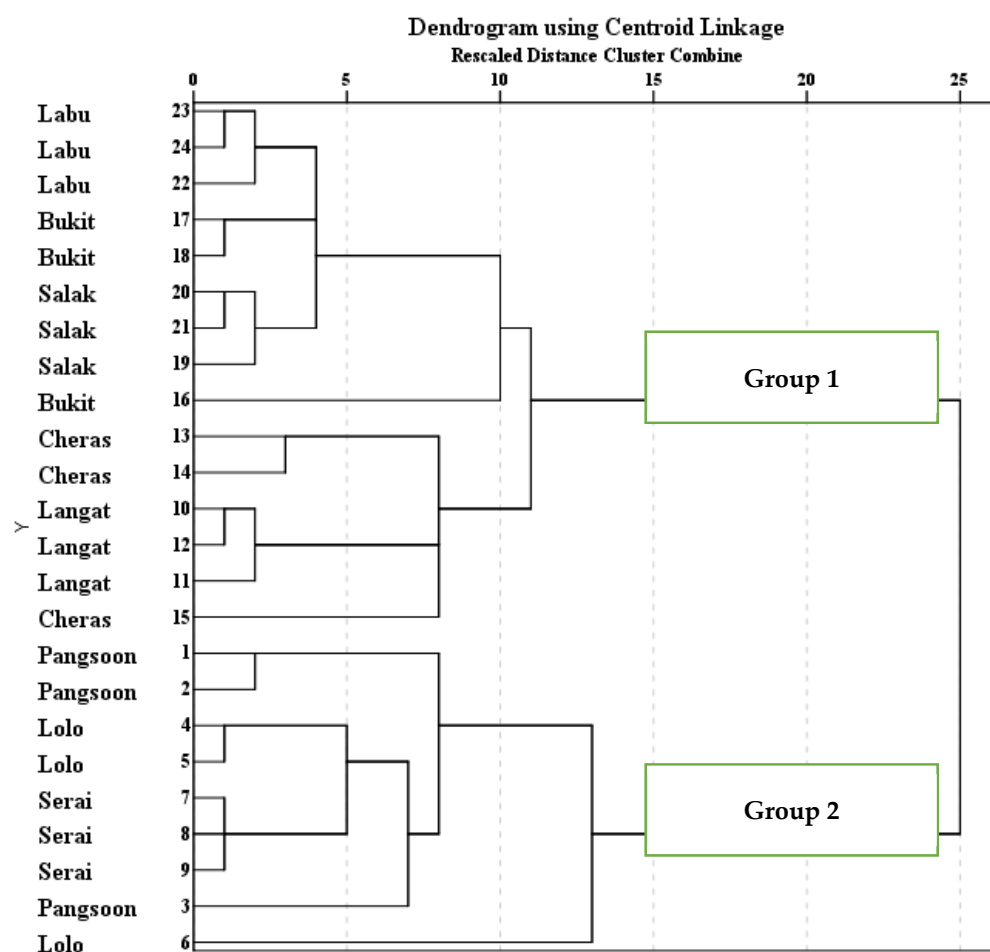 Dendrogram using Centroid Linkage
Rescaled Distance Cluster Combine
0 5 10 15 20 25
Labu 23
Labu 24
Labu 22
Bukit 17
Bukit 18
Salak 20
Salak 21
Salak 19
Group 1
Bukit 16
Cheras 13
Cheras 14
Langat 10
Y
Langat 12
Langat 11
Cheras 15
Pangsoon 1
Pangsoon 2
Lolo 4
Lolo 5
Serai 7
Group 2
Serai 8
Serai 9
Pangsoon 3
Lolo 6